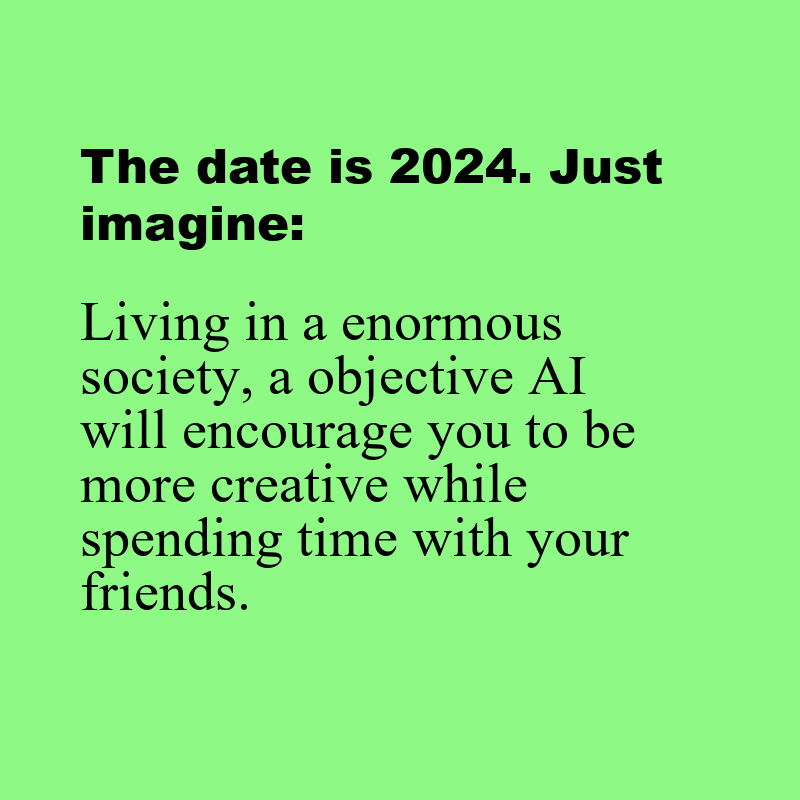 The date is 2024. Just
imagine:
Living in a enormous
society, a objective AI
will encourage you to be
more creative while
spending time with your
friends.